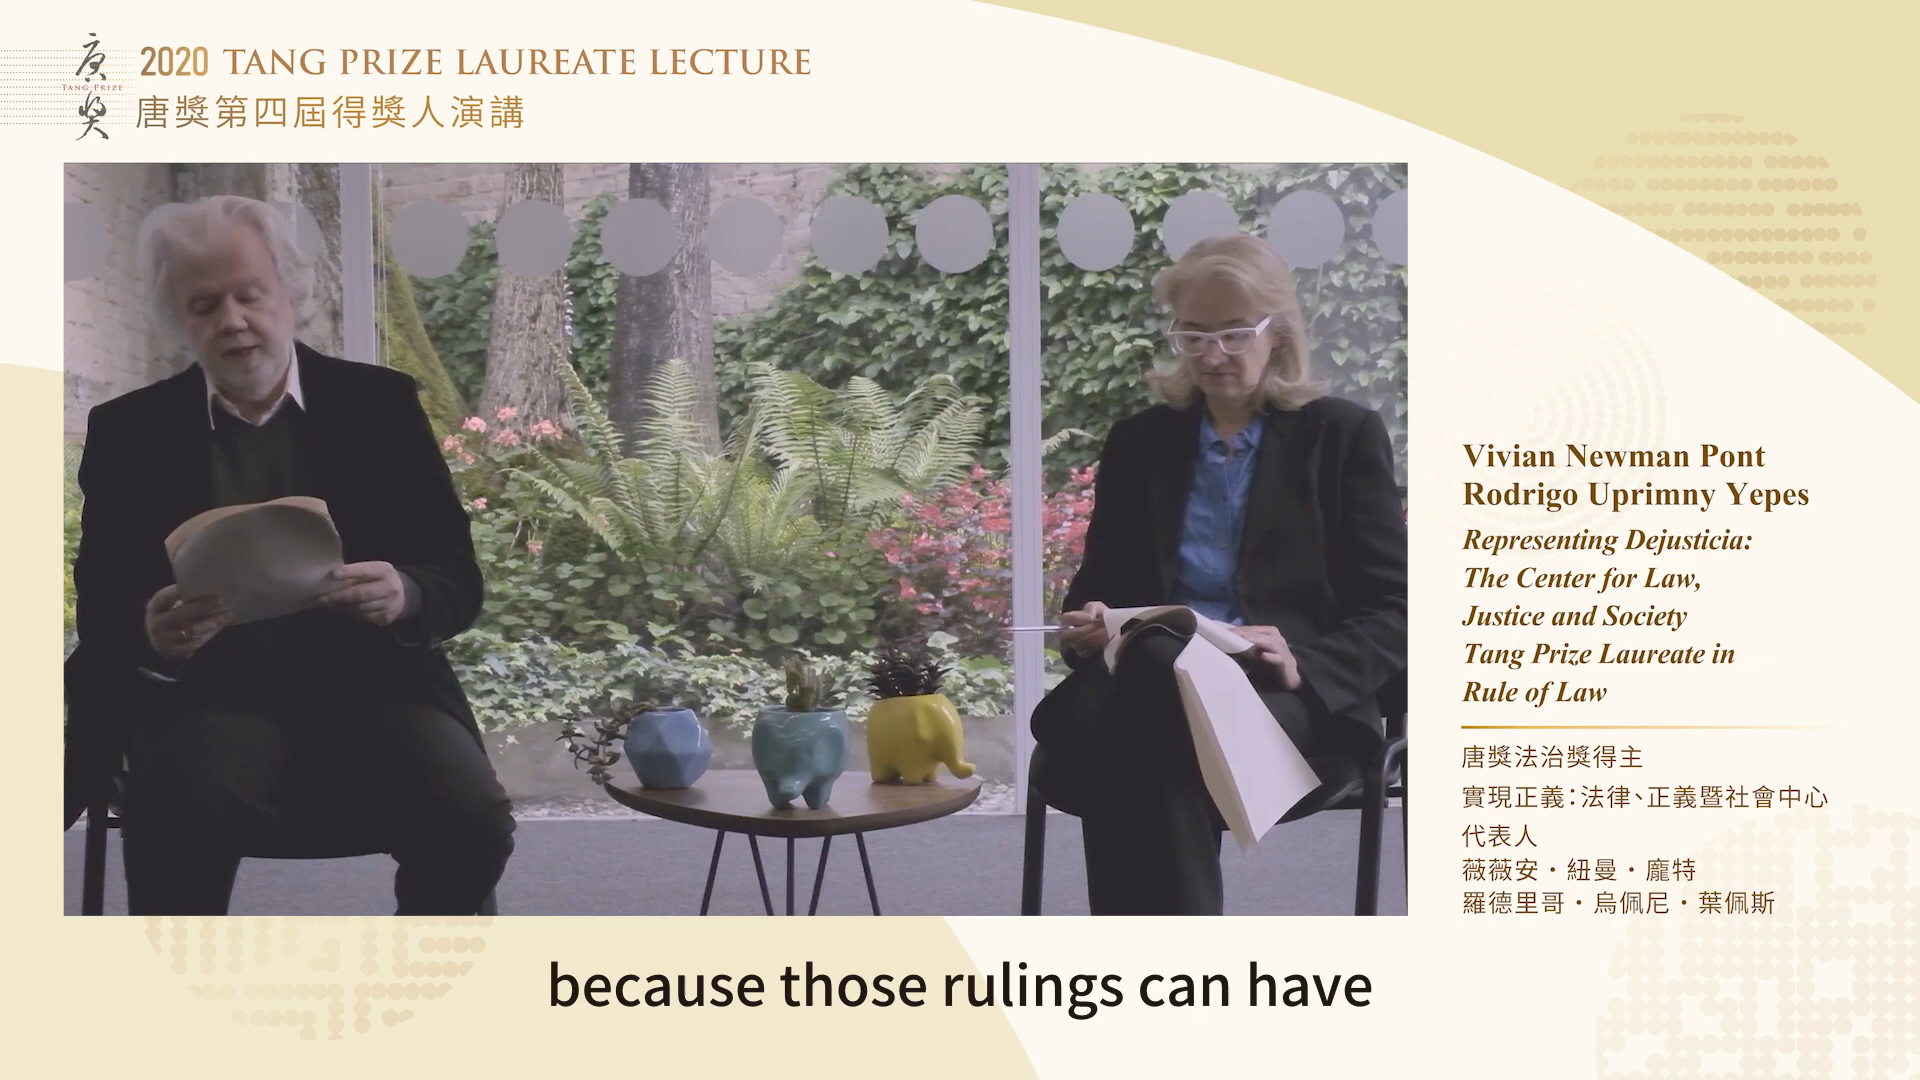 唐獎
TANG PRIZE
2020 TANG PRIZE LAUREATE LECTURE
唐獎第四屆得獎人演講
Vivian Newman Pont
Rodrigo Uprimny Yepes
Representing Dejusticia:
The Center for Law,
Justice and Society
Tang Prize Laureate in
Rule of Law
唐獎法治獎得主
實現正義：法律、正義暨社會中心
代表人
薇薇安・紐曼・龐特
羅德里哥・烏佩尼・葉佩斯
because those rulings can have